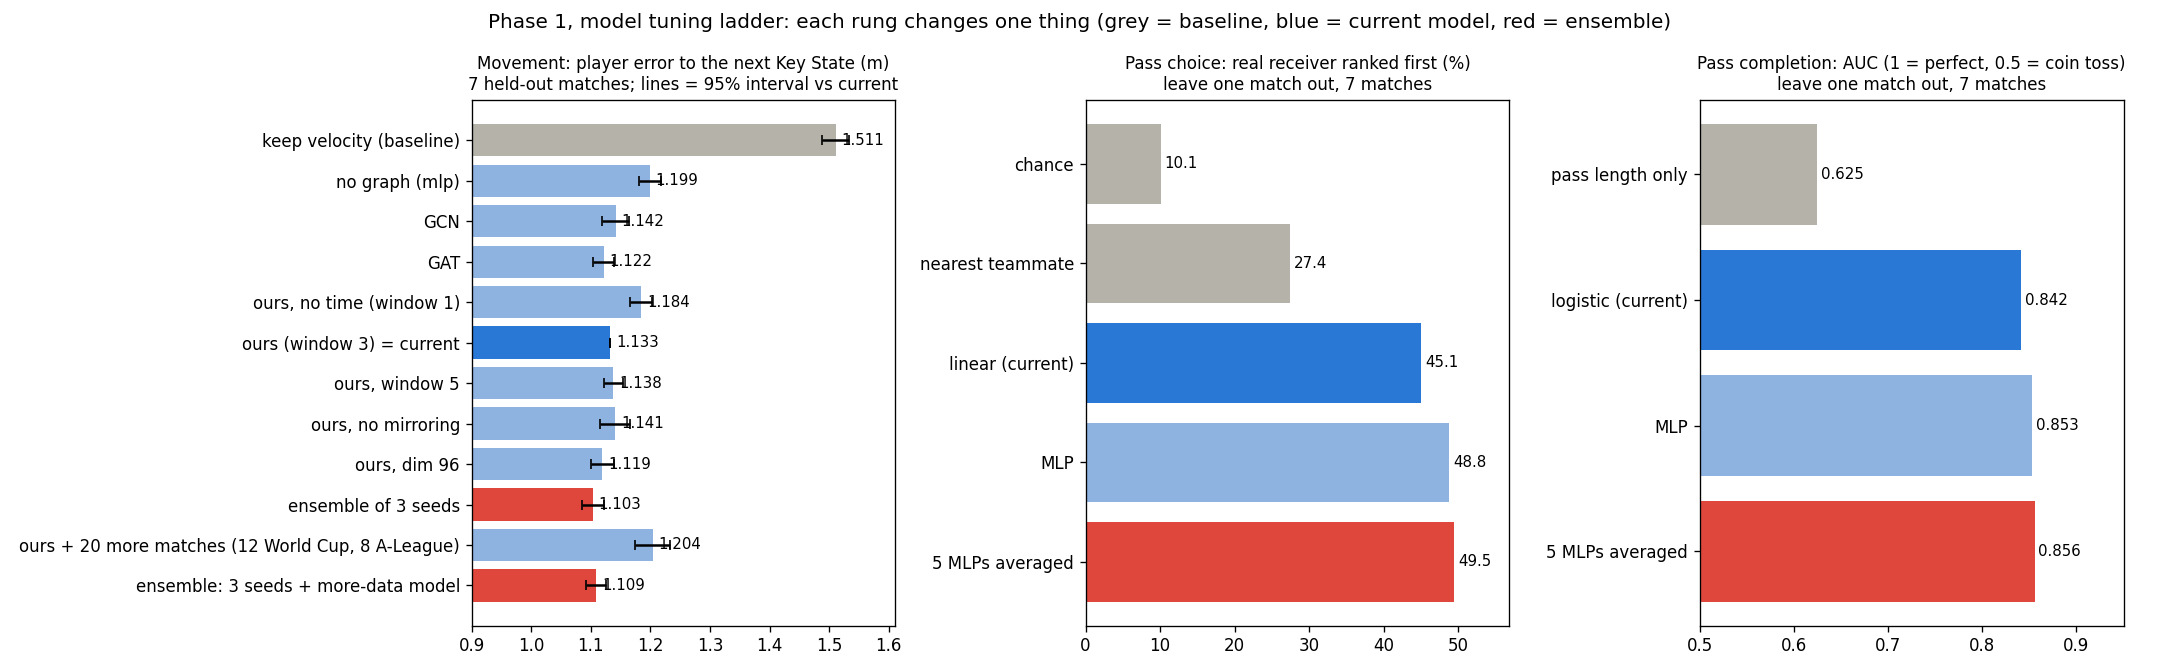 Phase 1, model tuning ladder: each rung changes one thing (grey = baseline, blue = current model, red = ensemble)
Movement: player error to the next Key State (m)
7 held-out matches; lines = 95% interval vs current
keep velocity (baseline)
1.511
no graph (mlp)
1.199
GCN
1.142
GAT
1.122
ours, no time (window 1)
1.184
ours (window 3) = current
1.133
ours, window 5
1.138
ours, no mirroring
1.141
ours, dim 96
1.119
ensemble of 3 seeds
1.103
ours + 20 more matches (12 World Cup, 8 A-League)
1.204
ensemble: 3 seeds + more-data model
1.109
0.9 1.0 1.1 1.2 1.3 1.4 1.5 1.6
Pass choice: real receiver ranked first (%)
leave one match out, 7 matches
chance
10.1
nearest teammate
27.4
linear (current)
45.1
MLP
48.8
5 MLPs averaged
49.5
0 10 20 30 40 50
Pass completion: AUC (1 = perfect, 0.5 = coin toss)
leave one match out, 7 matches
pass length only
0.625
logistic (current)
0.842
MLP
0.853
5 MLPs averaged
0.856
0.5 0.6 0.7 0.8 0.9